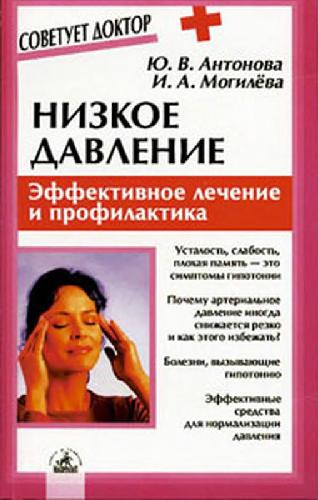 СОВЕТУЕТ ДОКТОР
Ю. В. Антонова
И. А. Могилёва
НИЗКОЕ
ДАВЛЕНИЕ
Эффективное лечение
и профилактика
Усталость, слабость,
плохая память — это
симптомы гипотонии
Почему артериальное
давление иногда
снижается резко
и как этого избежать?
Болезни, вызывающие
гипотонию
Эффективные
средства
для нормализации
давления